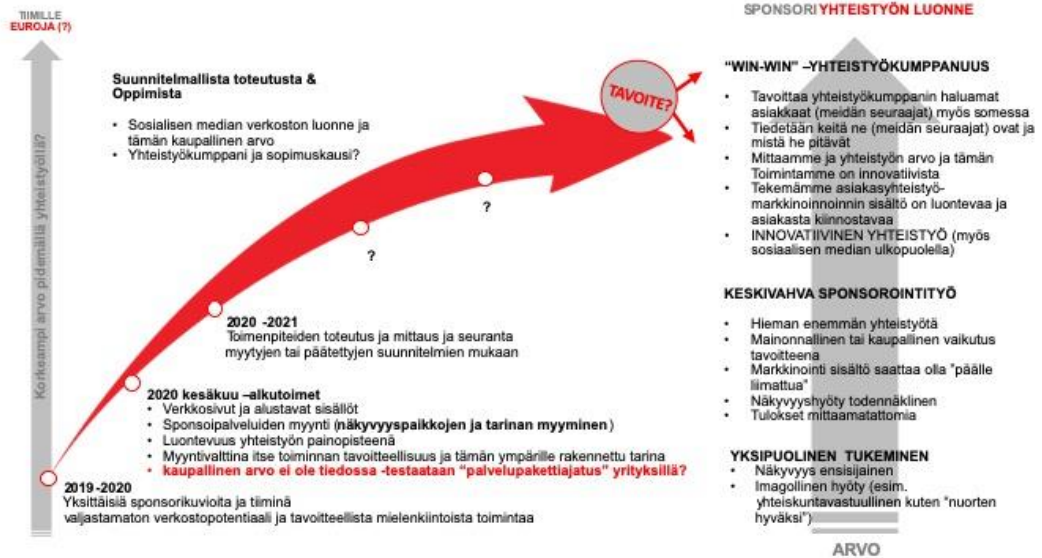 TIIMILLE
EUROJA (?)
Korkeampi arvo pidemällä yhteistyöllä?
Suunnitelmallista toteutusta &
Oppimista
• Sosialisen median verkoston luonne ja
tämän kaupallinen arvo
• Yhteistyökumppani ja sopimuskausi?
TAVOITE?
?
?
2020 -2021
Toimenpiteiden toteutus ja mittaus ja seuranta
myytyjen tai päätettyjen suunnitelmien mukaan
2020 kesäkuu –alkutoimet
• Verkkosivut ja alustavat sisällöt
• Sponsoipalveluiden myynti (näkyvyyspaikkojen ja tarinan myyminen)
• Luontevuus yhteistyön painopisteenä
• Myyntivalttina itse toiminnan tavoitteellisuus ja tämän ympärille rakennettu tarina
• kaupallinen arvo ei ole tiedossa -testaataan "palvelupakettiajatus" yrityksillä?
2019-2020
Yksittäisiä sponsorikuvioita ja tiiminä
valjastamaton verkostopotentiaali ja tavoitteellista mielenkiintoista toimintaa
SPONSORI YHTEISTYÖN LUONNE
"WIN-WIN" –YHTEISTYÖKUMPPANUUS
• Tavoittaa yhteistyökumppanin haluamat
asiakkaat (meidän seuraajat) myös somessa
• Tiedetään keitä ne (meidän seuraajat) ovat ja
mistä he pitävät
• Mittaamme ja yhteistyön arvo ja tämän
Toimintamme on innovatiivista
• Tekemämme asiakasyhteistyö-
markkinoinnoinnin sisältö on luontevaa ja
asiakasta kiinnostavaa
• INNOVATIIVINEN YHTEISTYÖ (myös
sosiaalisen median ulkopuolella)
KESKIVAHVA SPONSOROINTITYÖ
• Hieman enemmän yhteistyötä
• Mainonnallinen tai kaupallinen vaikutus
tavoitteena
• Markkinointi sisältö saattaa olla "päälle
liimattua"
• Näkyvyyshyöty todennäklinen
• Tulokset mittaamatattomia
YKSIPUOLINEN TUKEMINEN
• Näkyvyys ensisijainen
• Imagollinen hyöty (esim.
yhteiskuntavastuullinen kuten "nuorten
hyväksi")
ARVO